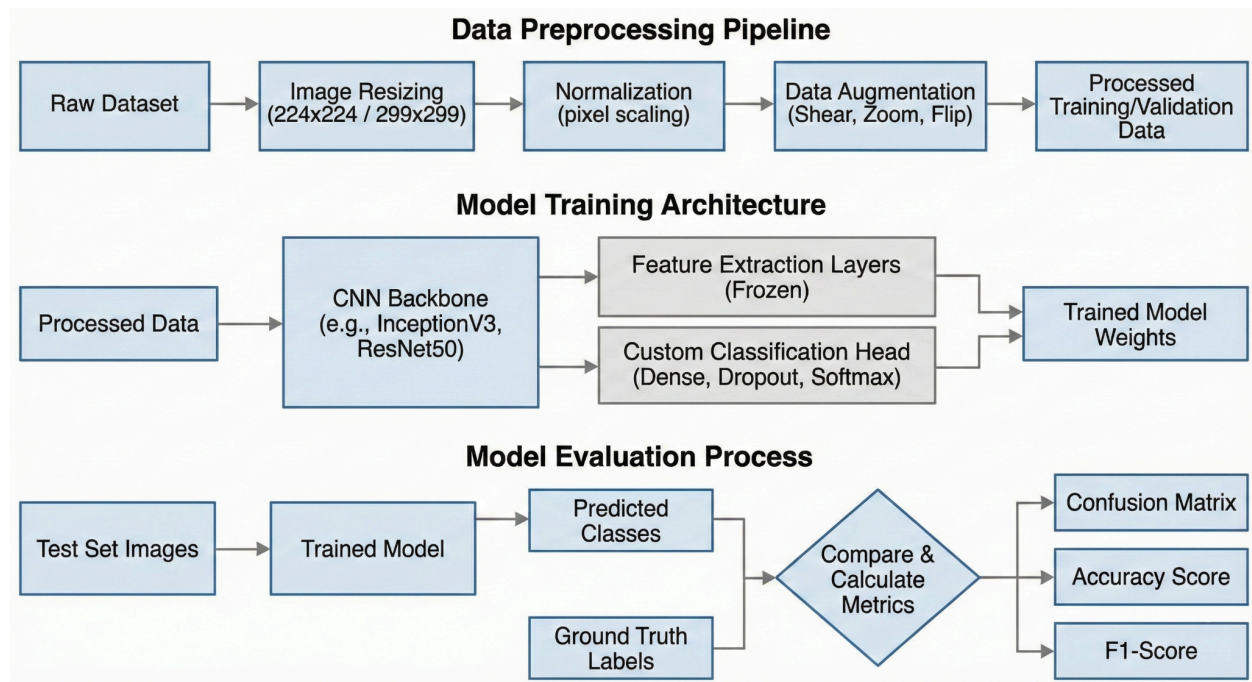 Data Preprocessing Pipeline
Raw Dataset
Image Resizing
(224x224 / 299x299)
Normalization
(pixel scaling)
Data Augmentation
(Shear, Zoom, Flip)
Processed
Training/Validation
Data
Model Training Architecture
Processed Data
CNN Backbone
(e.g., InceptionV3,
ResNet50)
Feature Extraction Layers
(Frozen)
Custom Classification Head
(Dense, Dropout, Softmax)
Trained Model
Weights
Model Evaluation Process
Test Set Images
Trained Model
Predicted
Classes
Ground Truth
Labels
Compare &
Calculate
Metrics
Confusion Matrix
Accuracy Score
F1-Score